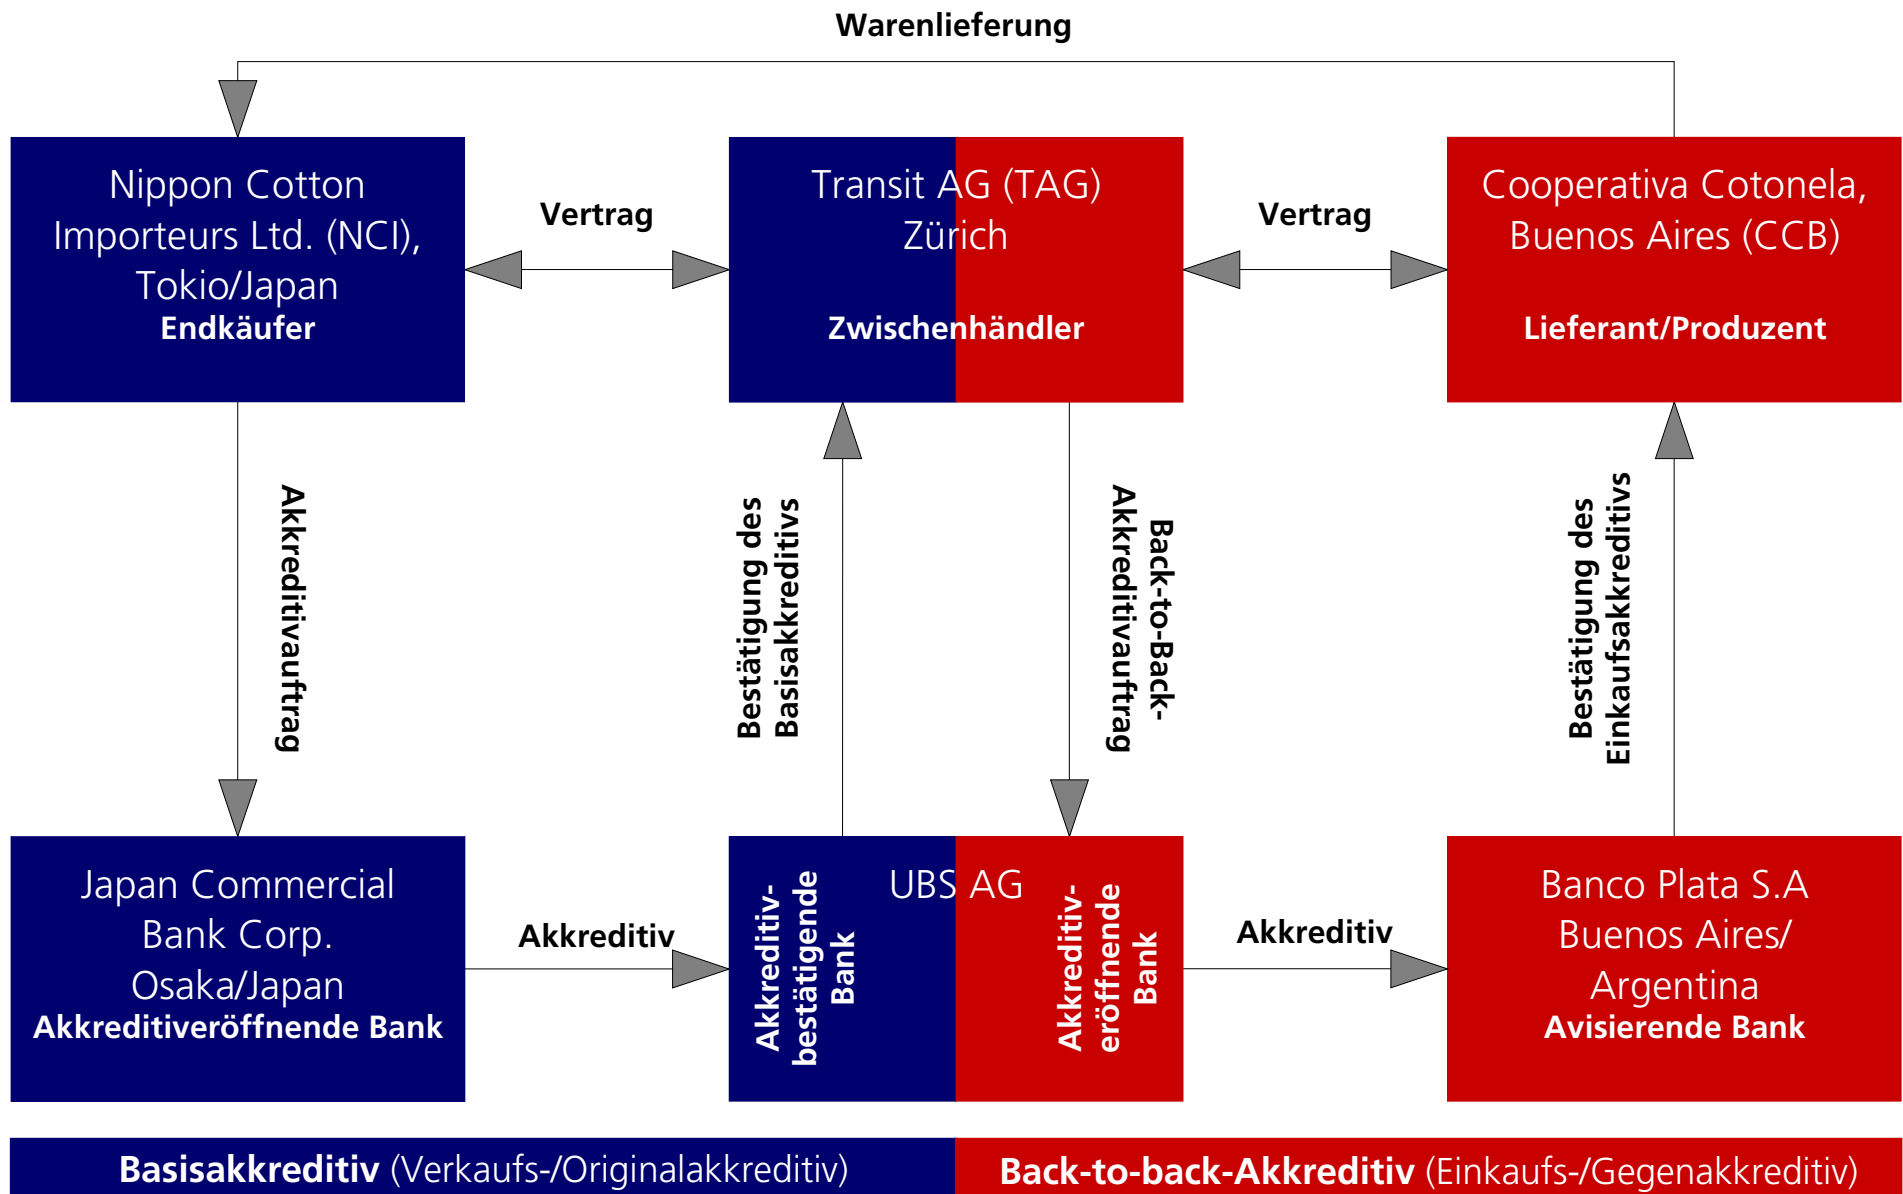 Warenlieferung
Nippon Cotton
Importeurs Ltd. (NCI),
Tokio/Japan
Endkäufer
Vertrag
Transit AG (TAG)
Zürich
Zwischenhändler
Vertrag
Cooperativa Cotonela,
Buenos Aires (CCB)
Lieferant/Produzent
Akkreditivauftrag
Bestätigung des
Basisakkreditivs
Back-to-Back-
Akkreditivauftrag
Bestätigung des
Einkaufsakkreditivs
Japan Commercial
Bank Corp.
Osaka/Japan
Akkreditiveröffnende Bank
Akkreditiv
UBS AG
Akkreditiv-
bestätigende
Bank
Akkreditiv-
eröffnende
Bank
Akkreditiv
Banco Plata S.A
Buenos Aires/
Argentina
Avisierende Bank
Basisakkreditiv (Verkaufs-/Originalakkreditiv)
Back-to-back-Akkreditiv (Einkaufs-/Gegenakkreditiv)